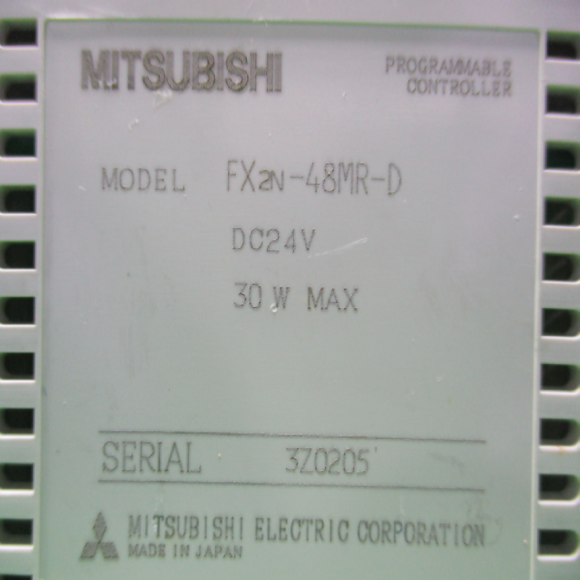 MITSUBISHI
PROGRAMMABLE
CONTROLLER
MODEL FX2N-48MR-D
DC24V
30 W MAX
SERIAL 3Z0205
MITSUBISHI ELECTRIC CORPORATION
MADE IN JAPAN